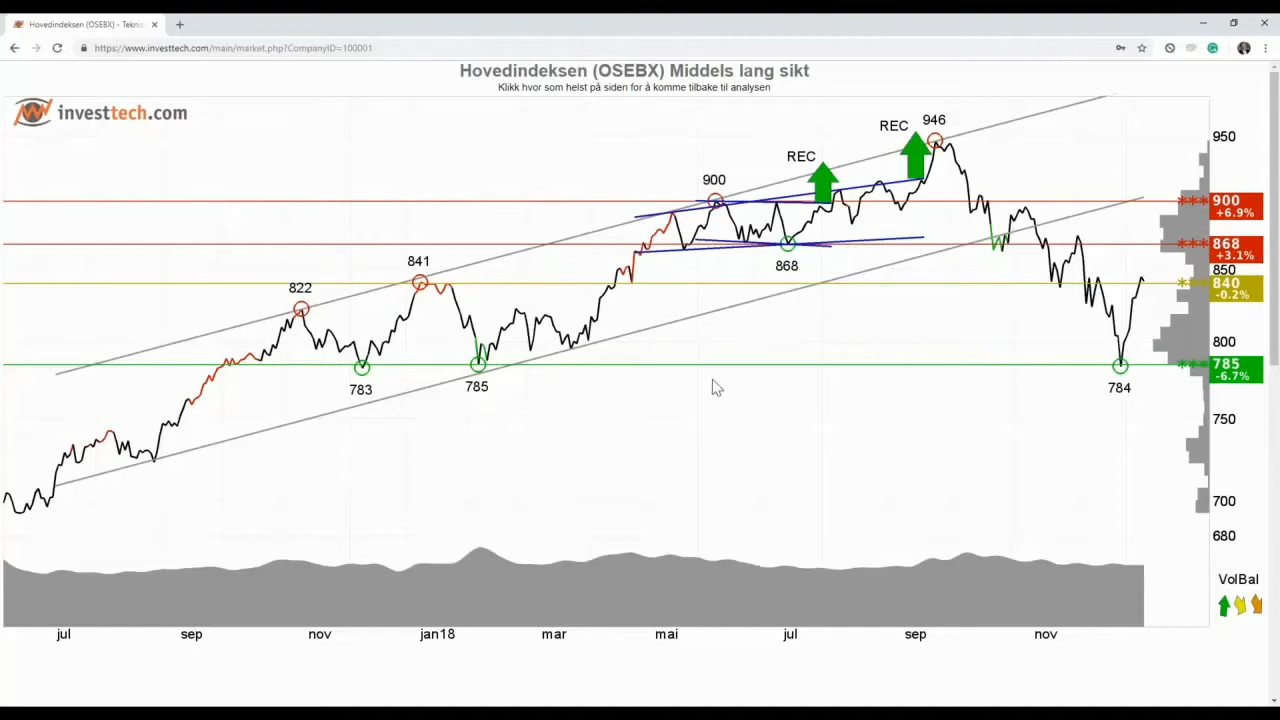 Hovedindeksen (OSEBX) - Teknis
https://www.investtech.com/main/market.php?CompanyID=100001
Hovedindeksen (OSEBX) Middels lang sikt
Klikk hvor som helst på siden for å komme tilbake til analysen
investtech.com
946
REC
950
REC
900
*** 900
+6.9%
*** 868
+3.1%
841
868
850
*** 840
-0.2%
822
800
*** 785
-6.7%
783
785
784
750
700
680
VolBal
jul
sep
nov
jan18
mar
mai
jul
sep
nov